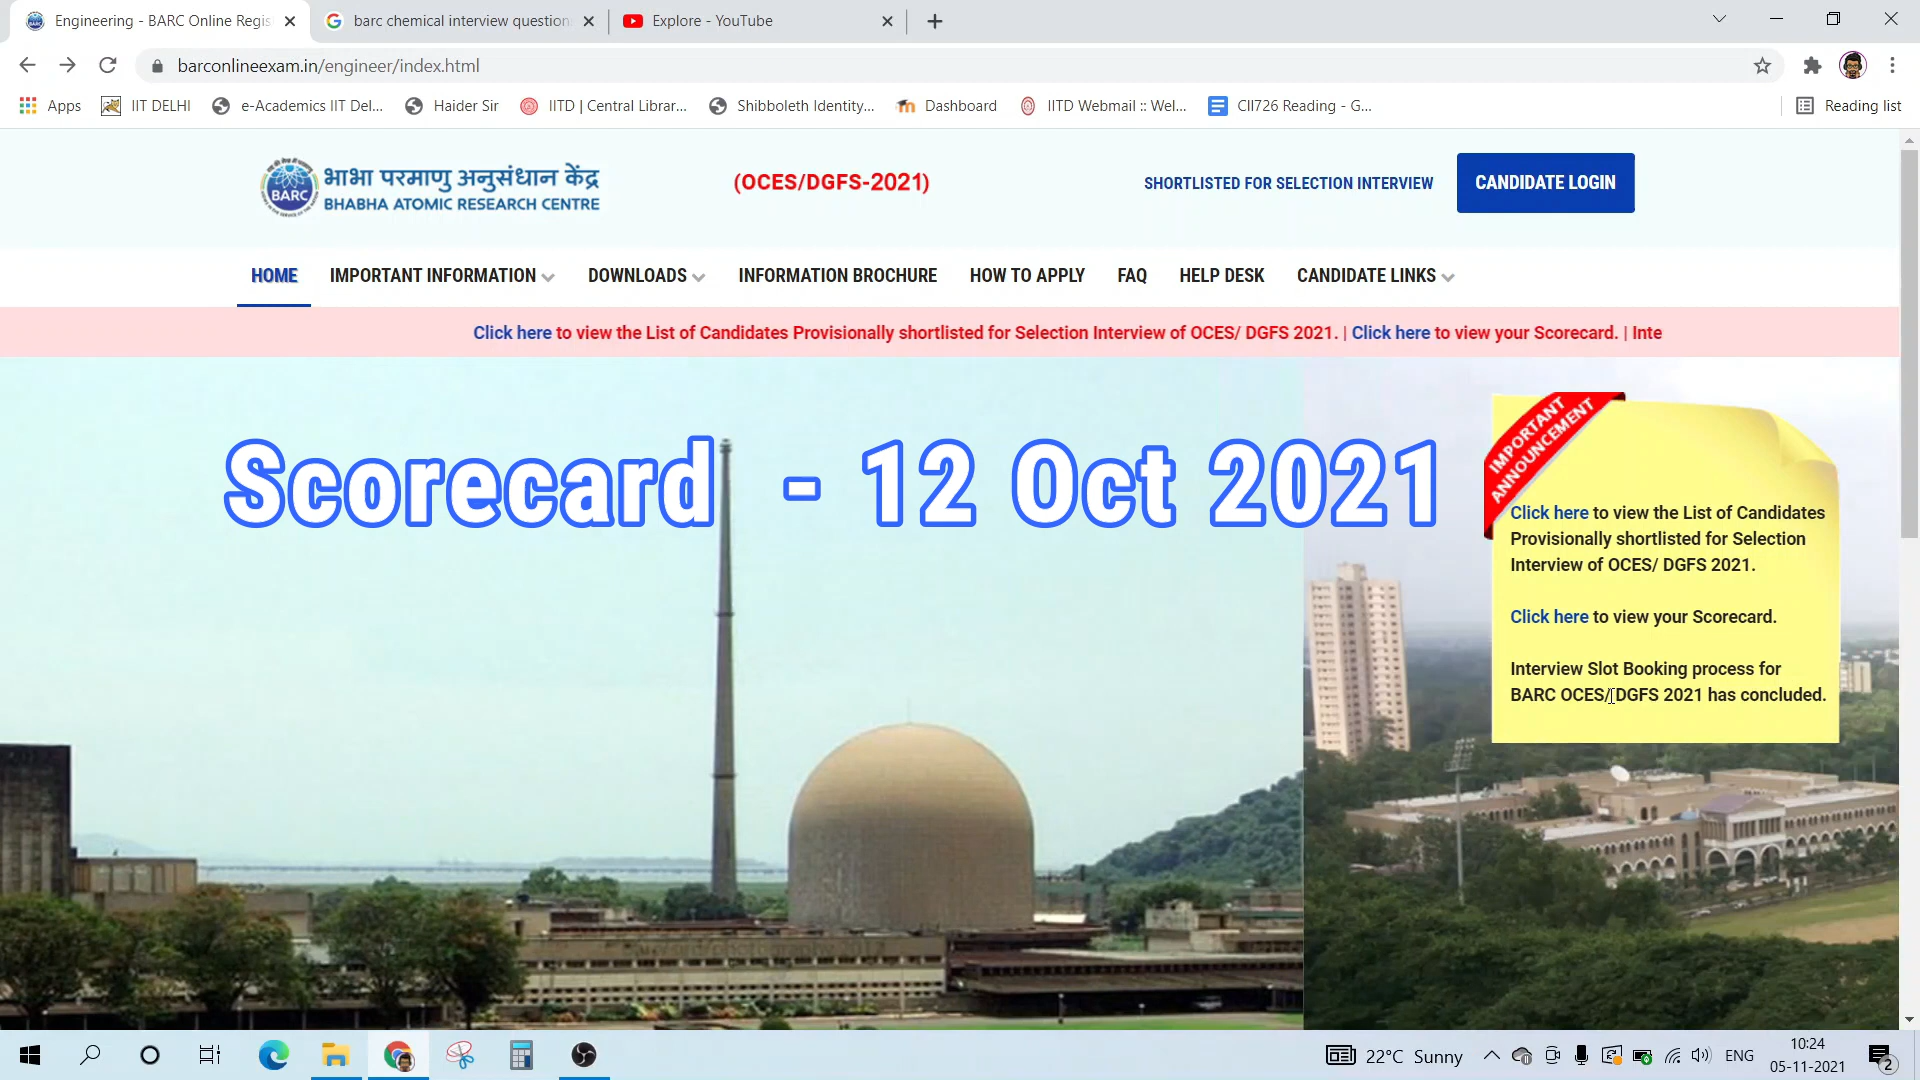 Engineering - BARC Online Regis
barc chemical interview question
Explore - YouTube
barconlineexam.in/engineer/index.html
Apps
IIT DELHI
e-Academics IIT Del...
Haider Sir
IITD | Central Librar...
Shibboleth Identity...
Dashboard
IITD Webmail :: Wel...
CII726 Reading - G...
Reading list
BARC
भाभा परमाणु अनुसंधान केंद्र
BHABHA ATOMIC RESEARCH CENTRE
(OCES/DGFS-2021)
SHORTLISTED FOR SELECTION INTERVIEW
CANDIDATE LOGIN
HOME
IMPORTANT INFORMATION
DOWNLOADS
INFORMATION BROCHURE
HOW TO APPLY
FAQ
HELP DESK
CANDIDATE LINKS
Click here to view the List of Candidates Provisionally shortlisted for Selection Interview of OCES/ DGFS 2021. | Click here to view your Scorecard. | Inte
Scorecard - 12 Oct 2021
IMPORTANT
ANNOUNCEMENT
Click here to view the List of Candidates
Provisionally shortlisted for Selection
Interview of OCES/ DGFS 2021.
Click here to view your Scorecard.
Interview Slot Booking process for
BARC OCES/DGFS 2021 has concluded.
22°C Sunny
ENG
10:24
05-11-2021
2